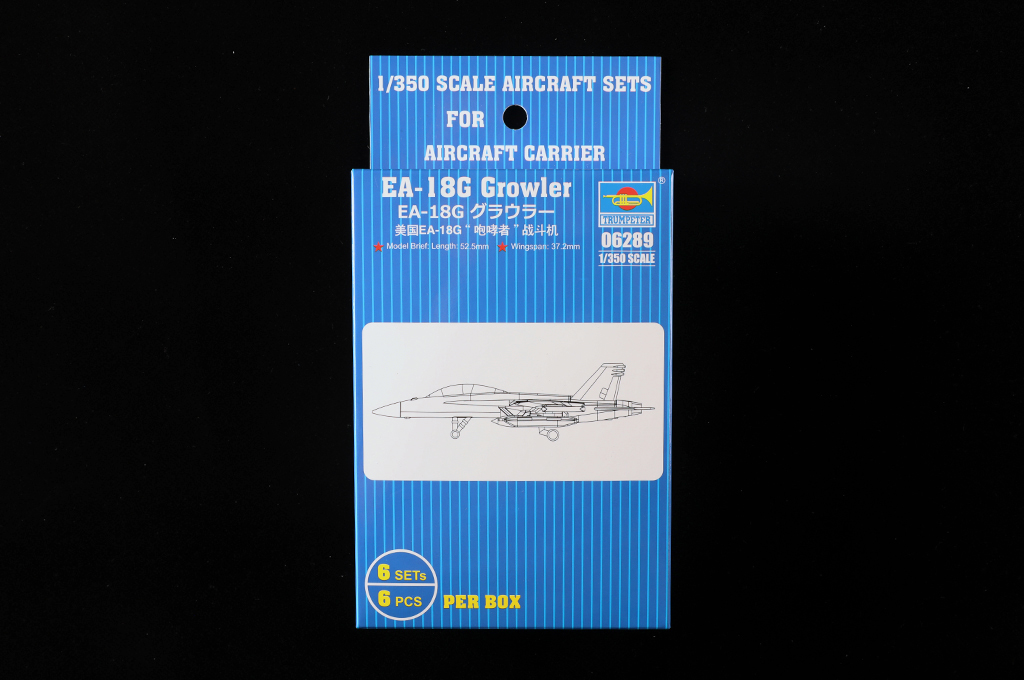 1/350 SCALE AIRCRAFT SETS
FOR
AIRCRAFT CARRIER
EA-18G Growler
EA-18G グラウラー
美国EA-18G“咆哮者”战斗机
Model Brief: Length: 52.5mm Wingspan: 37.2mm
®
TRUMPETER
06289
1/350 SCALE
6 SETs
6 PCS
PER BOX